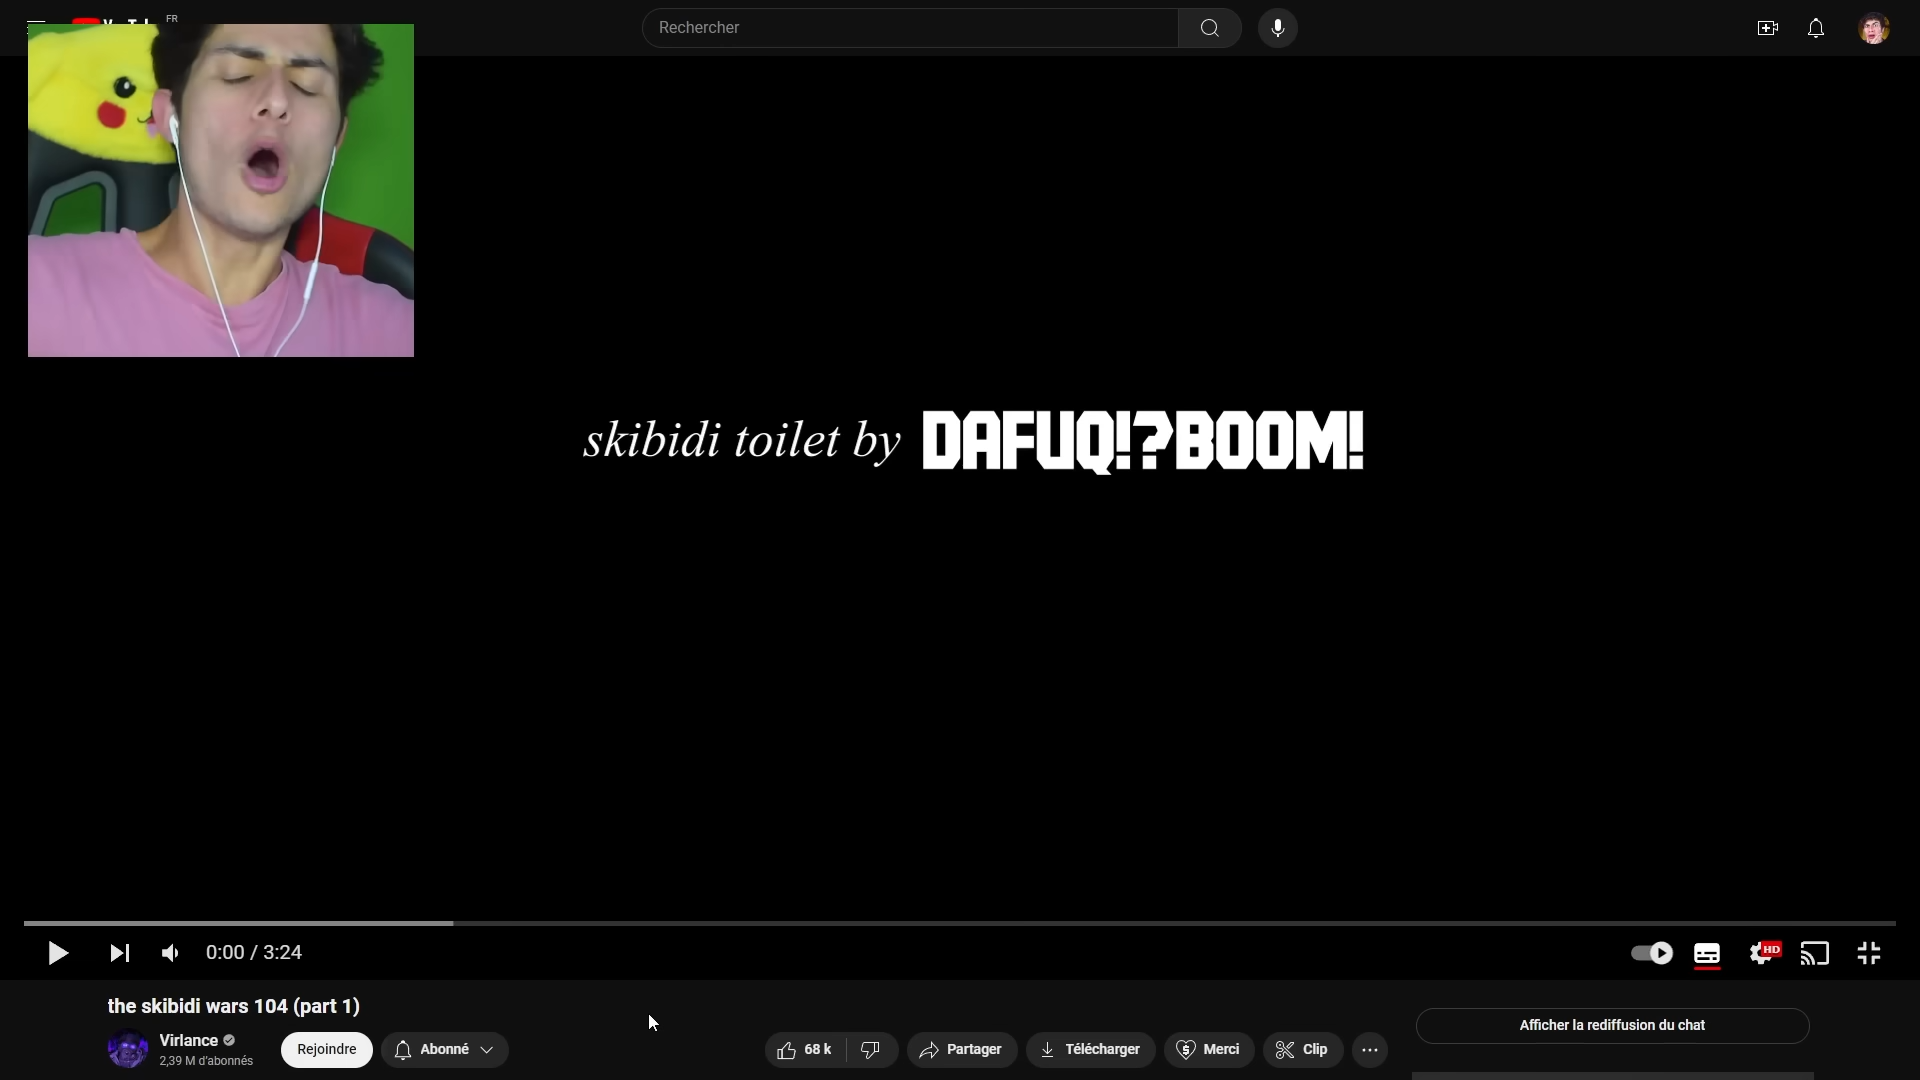 FR
Rechercher
skibidi toilet by DAFUQ!?BOOM!
0:00 / 3:24
HD
the skibidi wars 104 (part 1)
Virlance
2,39 M d'abonnés
Rejoindre
Abonné
68 k
Partager
Télécharger
Merci
Clip
Afficher la rediffusion du chat